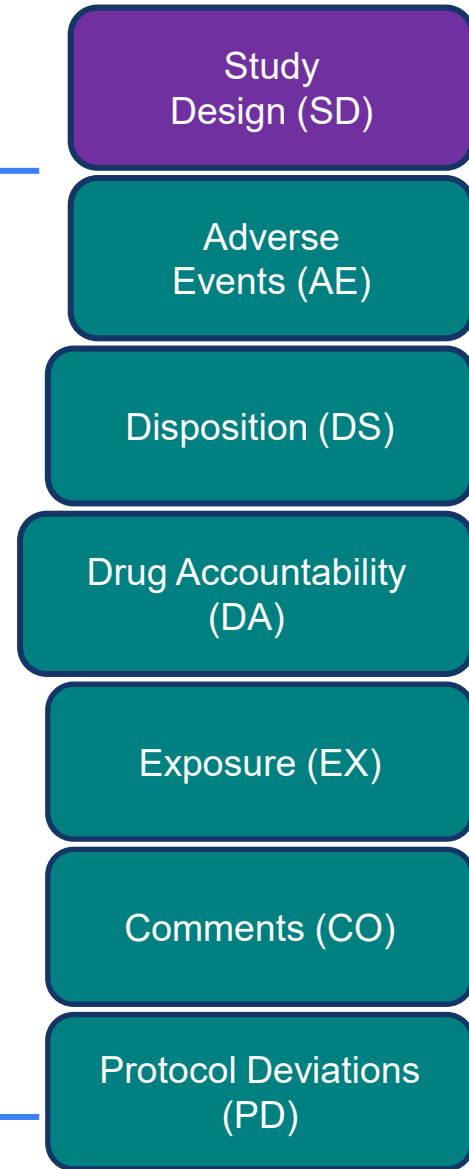 Study
Design (SD)
Adverse
Events (AE)
Disposition (DS)
Drug Accountability
(DA)
Exposure (EX)
Comments (CO)
Protocol Deviations
(PD)